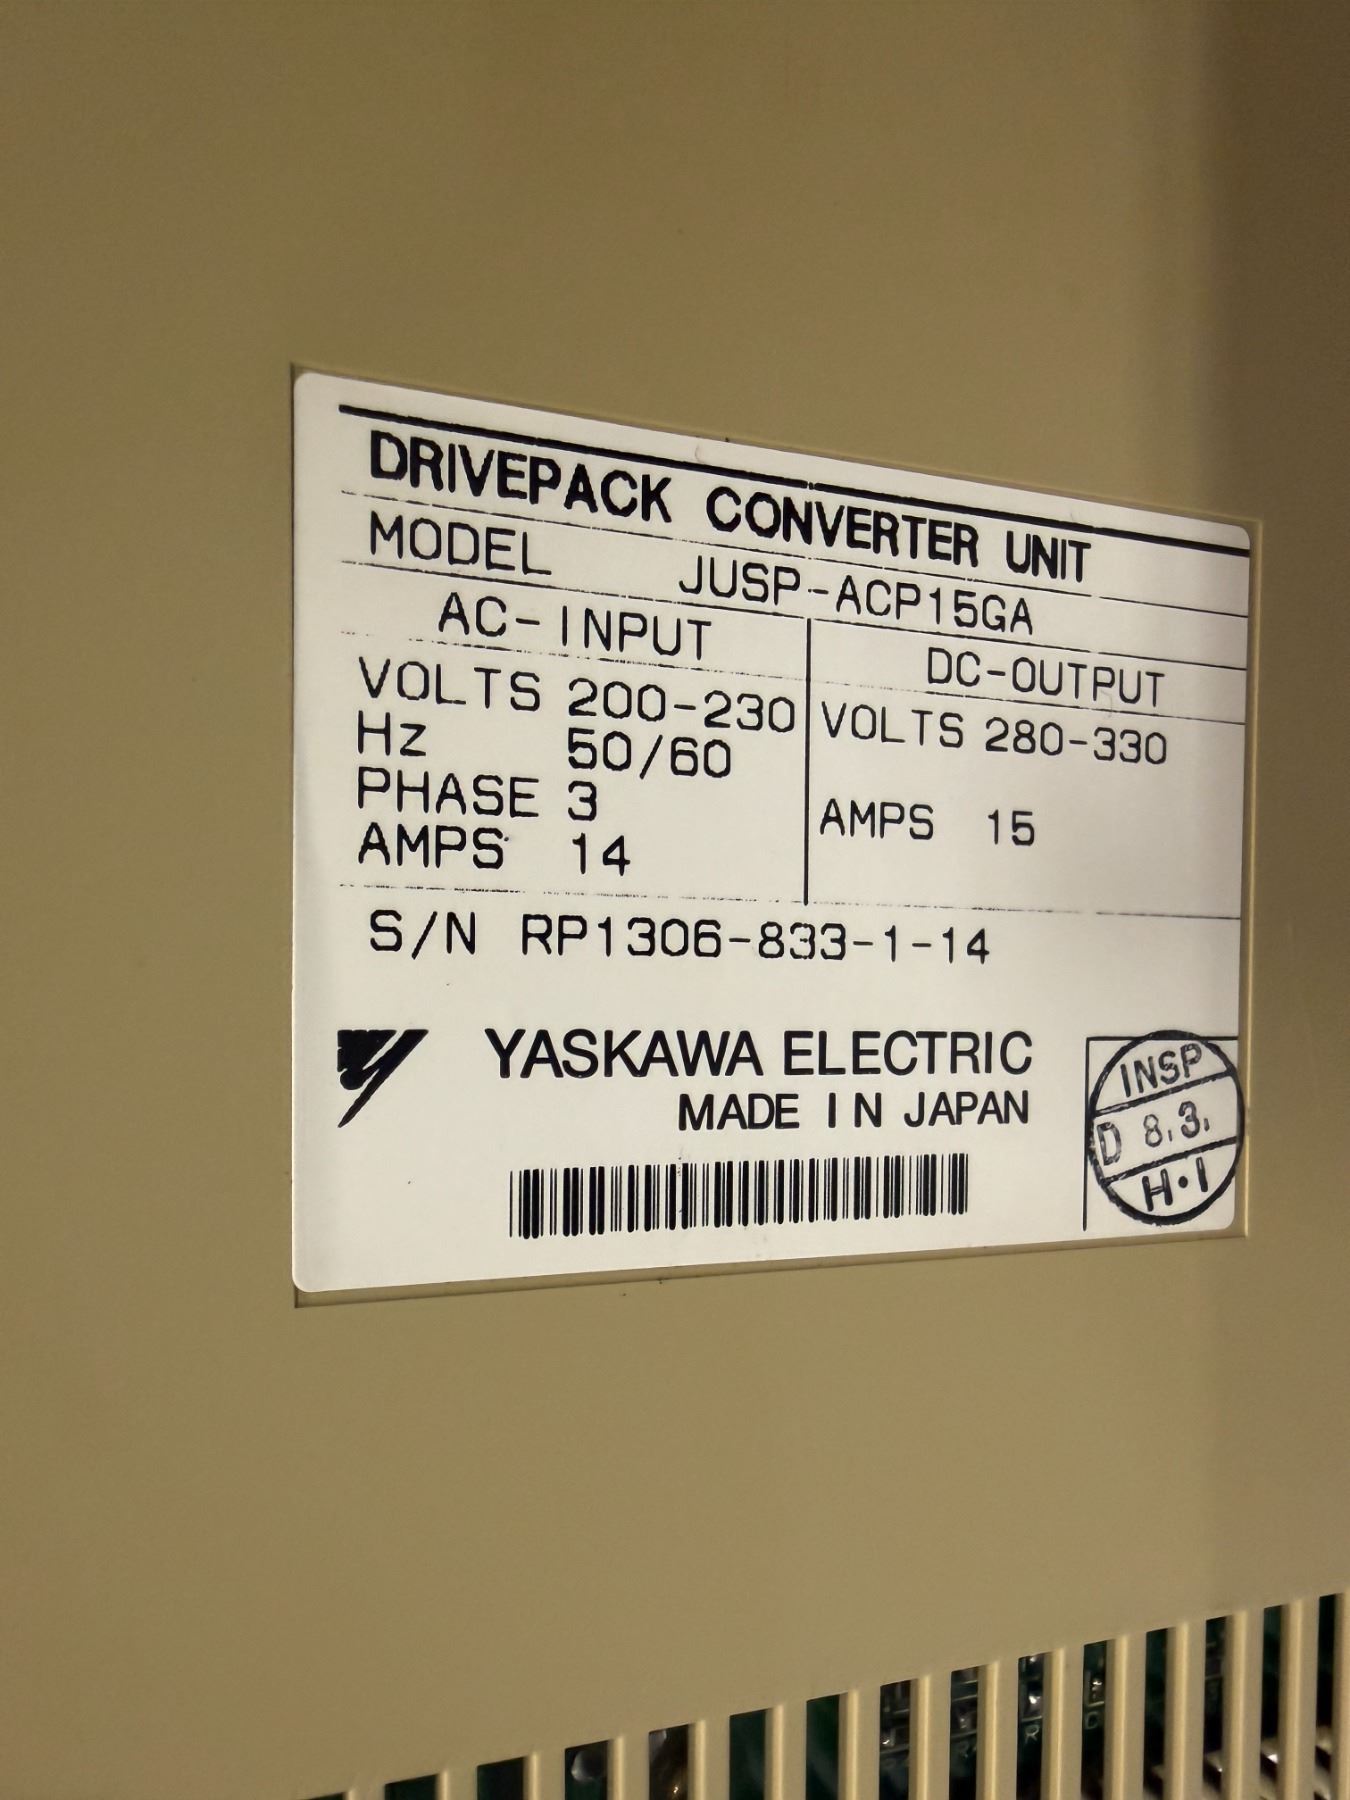 DRIVEPACK CONVERTER UNIT
MODEL JUSP-ACP15GA
AC-INPUT
VOLTS 200-230
Hz 50/60
PHASE 3
AMPS 14
DC-OUTPUT
VOLTS 280-330
AMPS 15
S/N RP1306-833-1-14
YASKAWA ELECTRIC
MADE IN JAPAN
INSP
D 8.3.
H·I